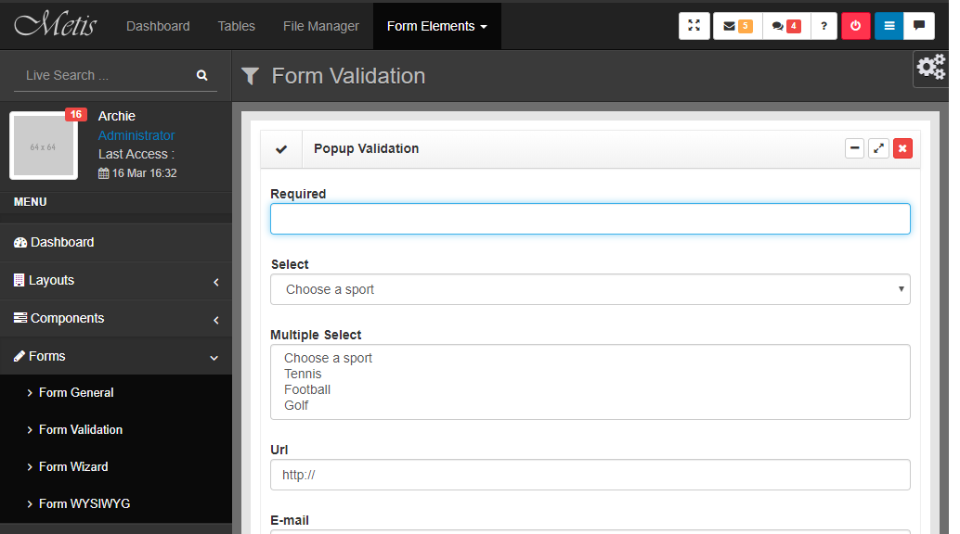 Metis Dashboard Tables File Manager Form Elements 5 4 ?
Live Search ...
Form Validation
16
Archie
Administrator
Last Access :
16 Mar 16:32
64 x 64
MENU
Dashboard
Layouts
Components
Forms
Form General
Form Validation
Form Wizard
Form WYSIWYG
Popup Validation
Required
Select
Choose a sport
Multiple Select
Choose a sport
Tennis
Football
Golf
Url
http://
E-mail